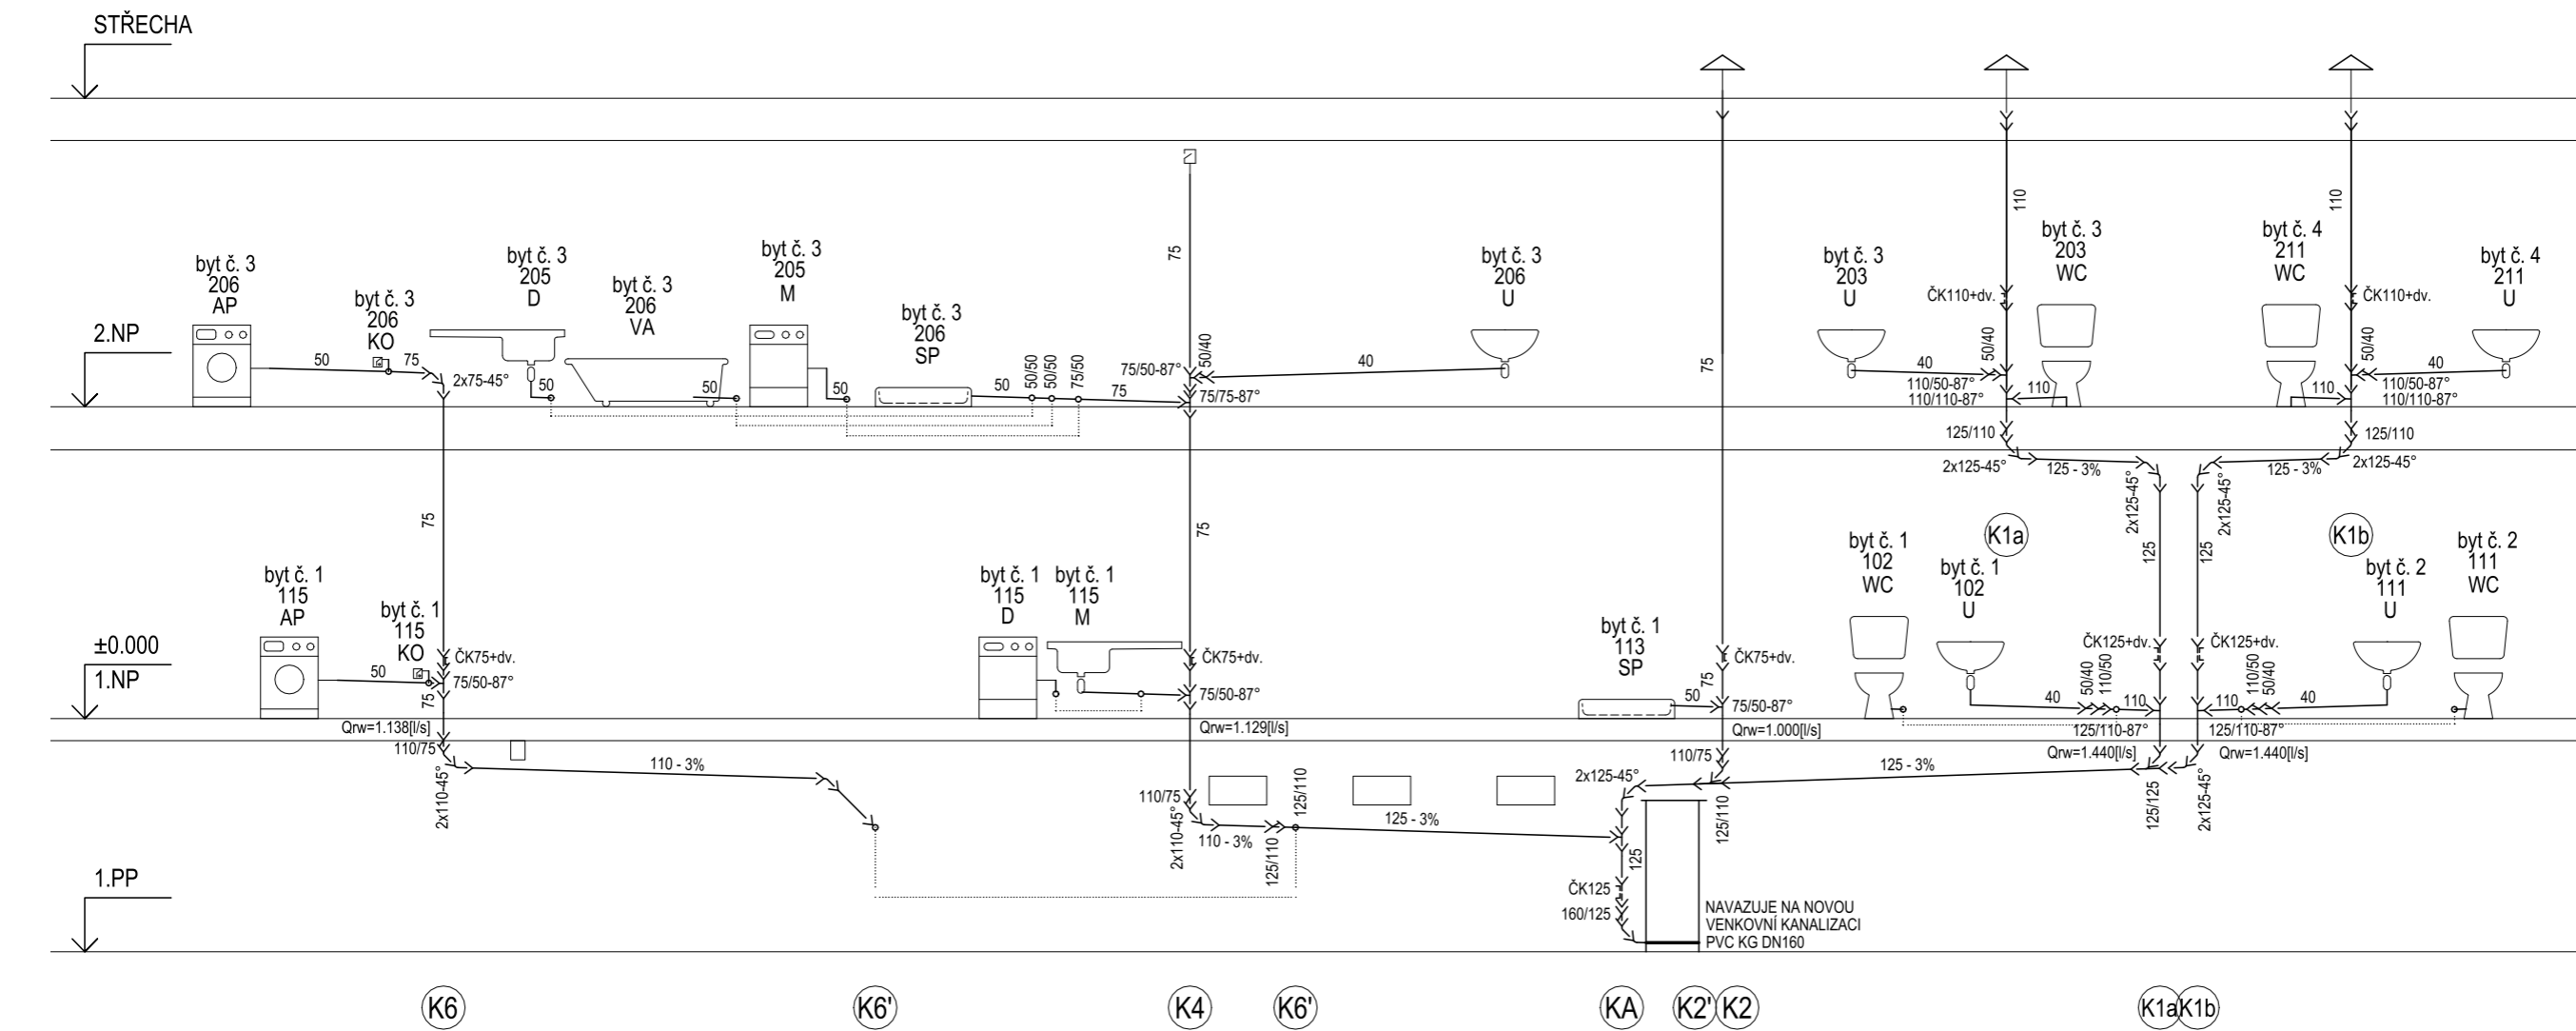 STŘECHA
110
110
byt č. 3
206
AP
byt č. 3
206
KO
byt č. 3
205
D
byt č. 3
206
VA
byt č. 3
205
M
byt č. 3
206
SP
75
byt č. 3
206
U
byt č. 3
203
U
byt č. 3
203
WC
byt č. 4
211
WC
byt č. 4
211
U
2.NP
50
75
2x75-45°
50
50
50
50
50/50
50/50
75/50
75
75/50-87°
50/40
75/75-87°
40
75
ČK110+dv.
50/40
40
110/50-87°
110/110-87°
110
ČK110+dv.
50/40
110
40
110/50-87°
110/110-87°
125/110
2x125-45°
125 - 3%
2x125-45°
125/110
125 - 3%
2x125-45°
2x125-45°
75
75
125
125
K1a
K1b
byt č. 1
115
AP
byt č. 1
115
KO
byt č. 1
115
D
byt č. 1
115
M
byt č. 1
113
SP
byt č. 1
102
WC
byt č. 1
102
U
byt č. 2
111
U
byt č. 2
111
WC
±0.000
1.NP
50
ČK75+dv.
75/50-87°
75
ČK75+dv.
75/50-87°
50
ČK75+dv.
75
75/50-87°
ČK125+dv.
40
50/40
110/50
110
125/110-87°
ČK125+dv.
110
110/50
50/40
40
125/110-87°
Qrw=1.138[l/s]
Qrw=1.129[l/s]
Qrw=1.000[l/s]
Qrw=1.440[l/s]
Qrw=1.440[l/s]
110/75
2x110-45°
110 - 3%
110/75
2x110-45°
110 - 3%
125/110
125/110
125 - 3%
2x125-45°
110/75
125/110
125 - 3%
125/125
2x125-45°
125
ČK125
160/125
1.PP
NAVAZUJE NA NOVOU
VENKOVNÍ KANALIZACI
PVC KG DN160
K6
K6'
K4
K6'
KA
K2'
K2
K1a
K1b